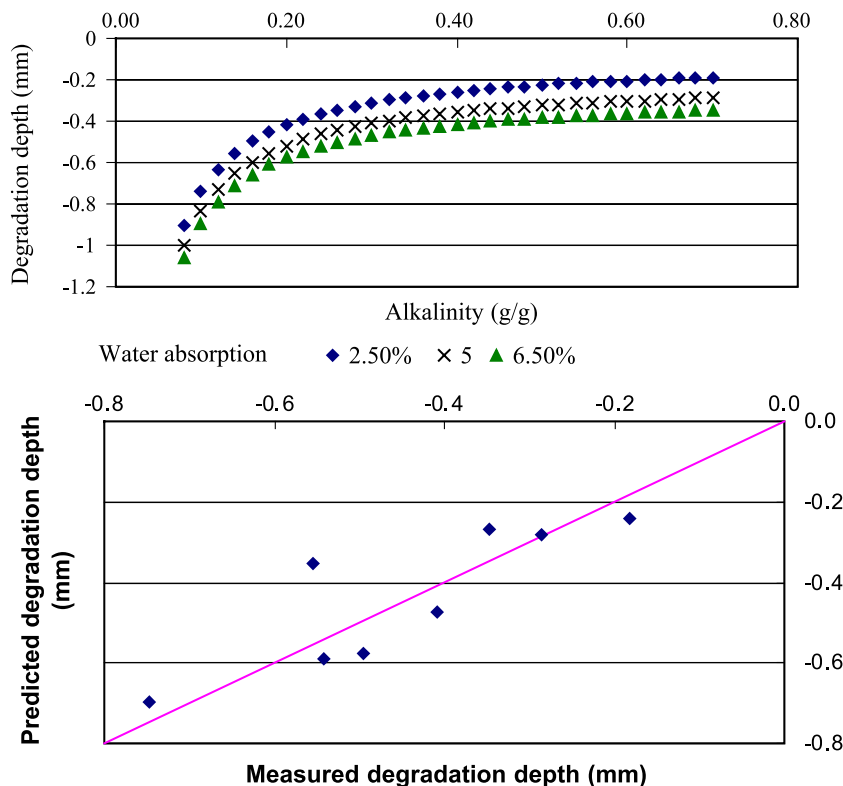 0.00 0.20 0.40 0.60 0.80
0
-0.2
-0.4
-0.6
-0.8
-1
-1.2
Degradation depth (mm)
Alkalinity (g/g)
Water absorption 2.50% 5 6.50%
-0.8 -0.6 -0.4 -0.2 0.0
0.0
-0.2
-0.4
-0.6
-0.8
Predicted degradation depth
(mm)
Measured degradation depth (mm)